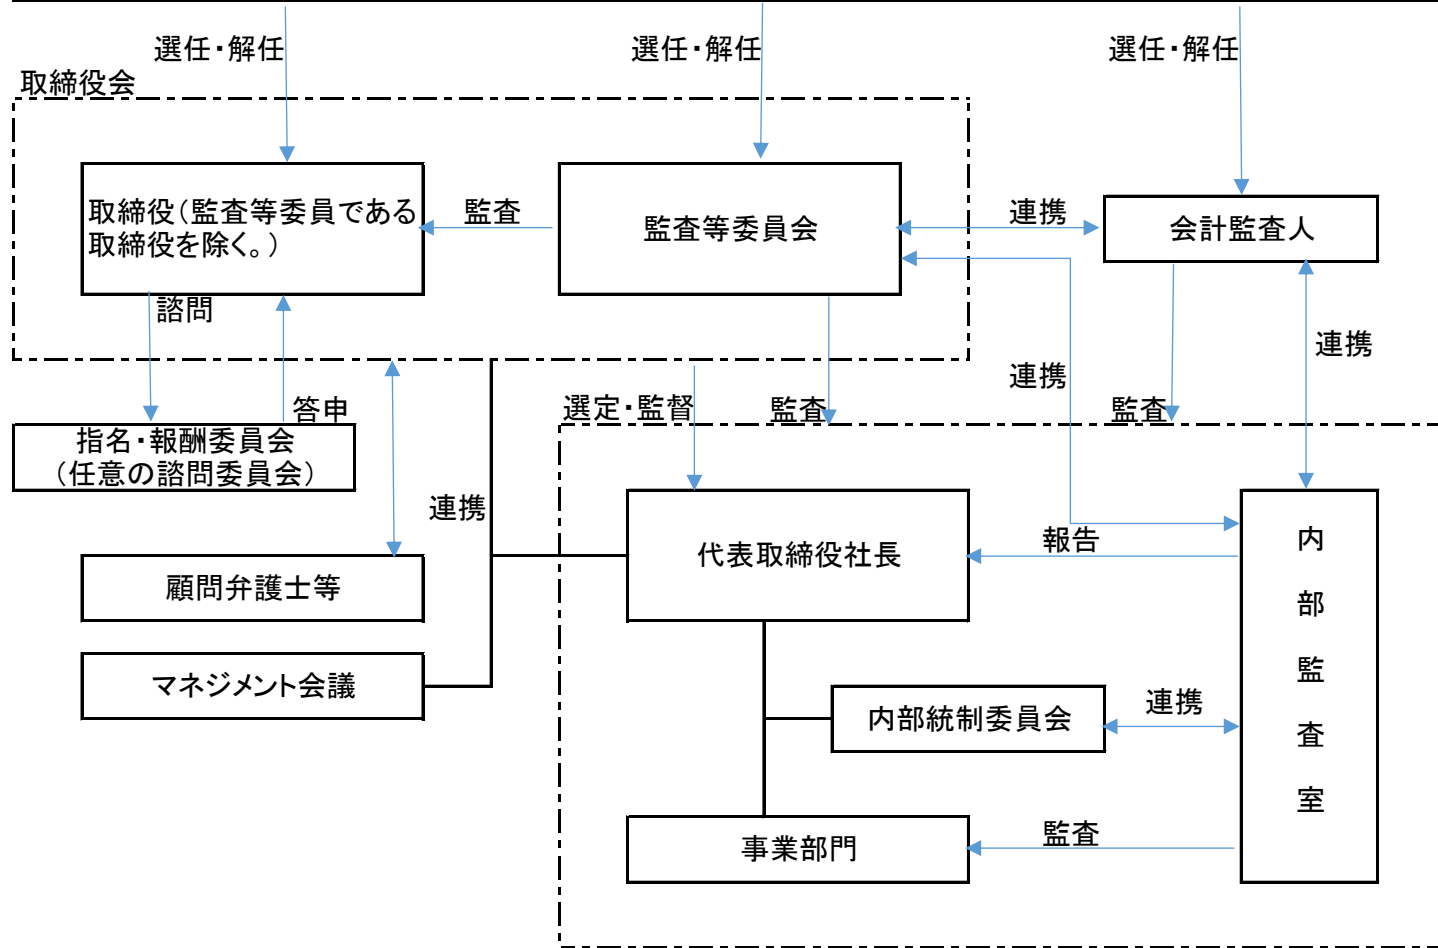 選任・解任
選任・解任
選任・解任
取締役会
取締役（監査等委員である
取締役を除く。）
監査
監査等委員会
連携
会計監査人
諮問
答申
連携
連携
選定・監督
監査
監査
指名・報酬委員会
（任意の諮問委員会）
連携
代表取締役社長
報告
内
部
監
査
室
顧問弁護士等
マネジメント会議
内部統制委員会
連携
事業部門
監査